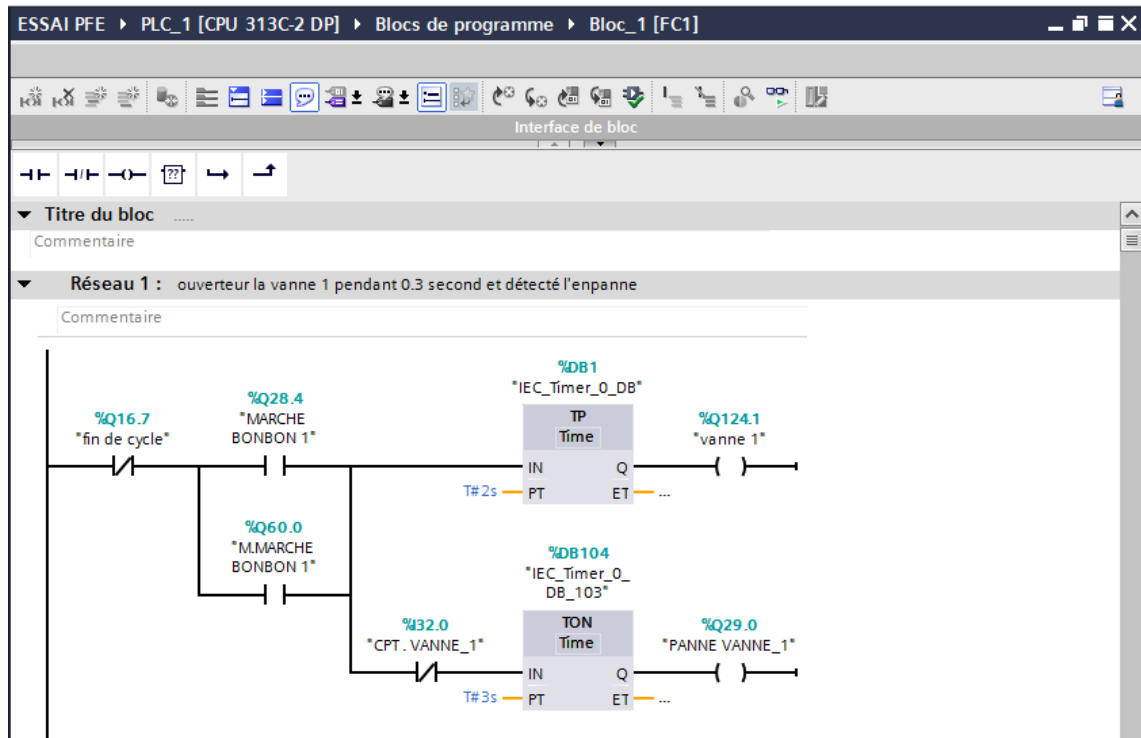 ESSAI PFE ▸ PLC_1 [CPU 313C-2 DP] ▸ Blocs de programme ▸ Bloc_1 [FC1]
Interface de bloc
??
Titre du bloc .....
Commentaire
Réseau 1 : ouverteur la vanne 1 pendant 0.3 second et détecté l'enpanne
Commentaire
%Q16.7
"fin de cycle"
%Q28.4
"MARCHE
BONBON 1"
%DB1
"IEC_Timer_0_DB"
TP
Time
IN Q
T#2s PT ET ...
%Q124.1
"vanne 1"
%Q60.0
"M.MARCHE
BONBON 1"
%I32.0
"CPT . VANNE_1"
%DB104
"IEC_Timer_0_
DB_103"
TON
Time
IN Q
T#3s PT ET ...
%Q29.0
"PANNE VANNE_1"